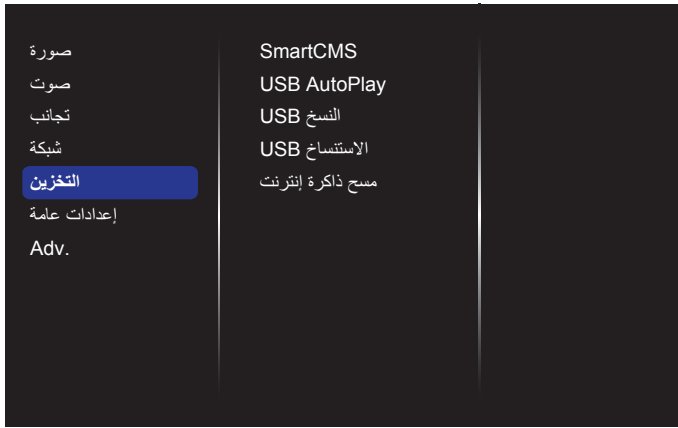 صورة
صوت
تجانب
شبكة
التخزين
إعدادات عامة
Adv.
SmartCMS
USB AutoPlay
النسخ USB
الاستنساخ USB
مسح ذاكرة إنترنت